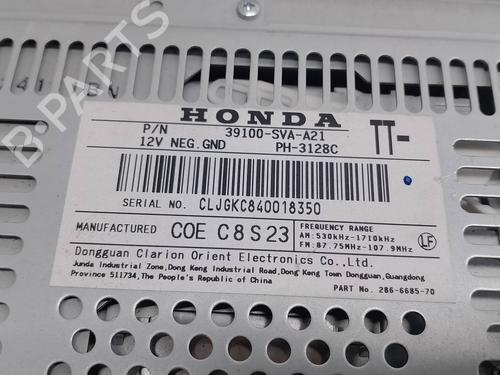 HONDA
P/N 39100-SVA-A21 TT-
12V NEG.GND PH-3128C
SERIAL NO. CLJGKC840018350
MANUFACTURED COE C8S23
FREQUENCY RANGE
AM:530kHz-1710kHz
FM:87.75MHz-107.9MHz
LF
Dongguan Clarion Orient Electronics Co.,Ltd.
Junda Industrial Zone,Dong Keng Industrial Road,Dong Keng Town Dongguan,Guangdong
Province 511734,The People's Republic of China
PART No. 286-6685-70
B-PARTS